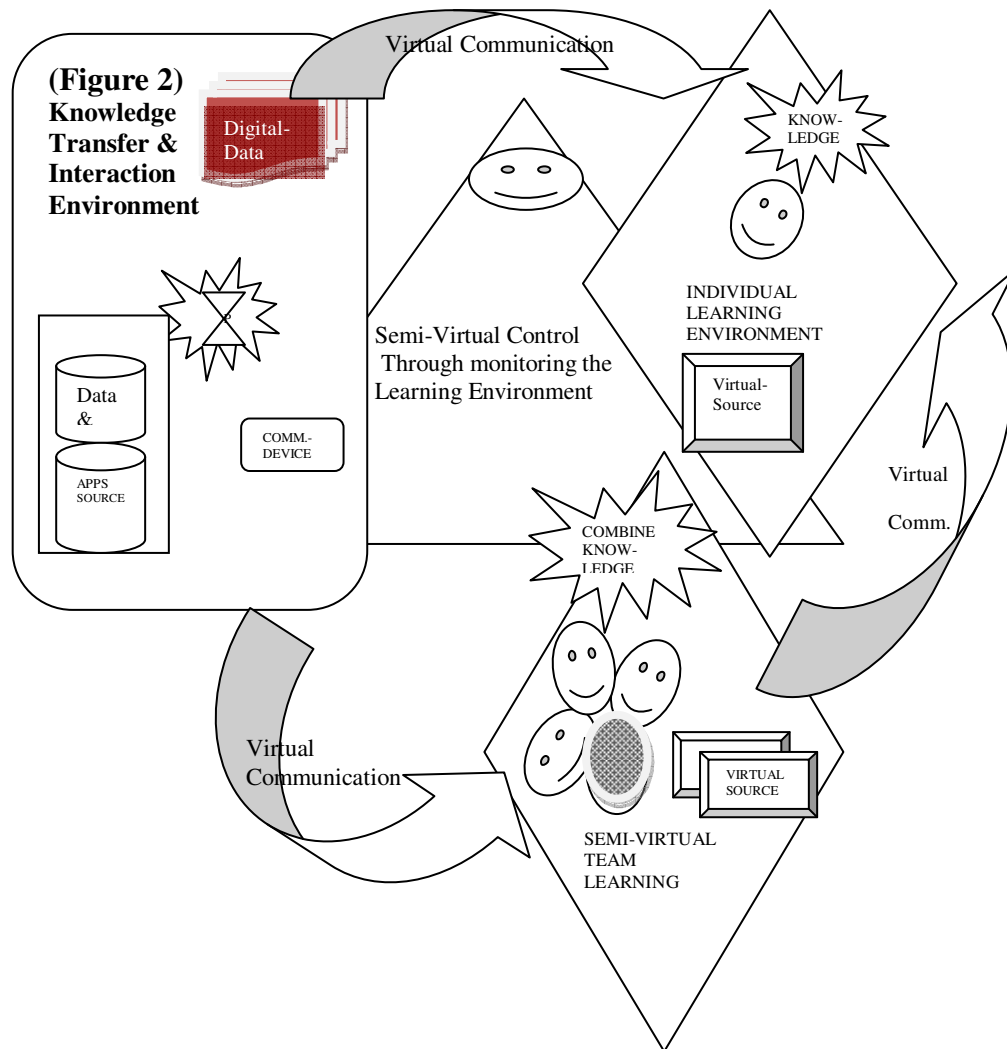 Virtual Communication
(Figure 2)
Knowledge
Transfer &
Interaction
Environment
Digital-
Data
KNOW-
LEDGE
INDIVIDUAL
LEARNING
ENVIRONMENT
Virtual-
Source
Semi-Virtual Control
Through monitoring the
Learning Environment
Data
&
APPS
SOURCE
COMM.-
DEVICE
Virtual
Comm.
COMBINE
KNOW-
LEDGE
Virtual
Communication
VIRTUAL
SOURCE
SEMI-VIRTUAL
TEAM
LEARNING